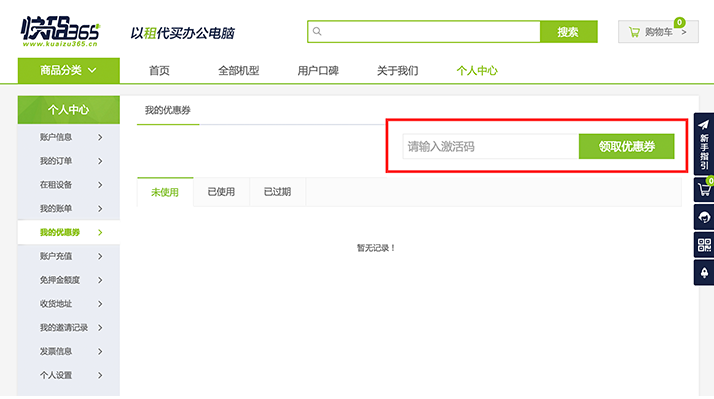 快租365
www.kuaizu365.cn
以租代买办公电脑
搜索
0
购物车 >
商品分类
首页
全部机型
用户口碑
关于我们
个人中心
个人中心
账户信息
我的订单
在租设备
我的账单
我的优惠券
账户充值
免押金额度
收货地址
我的邀请记录
发票信息
个人设置
我的优惠券
请输入激活码
领取优惠券
未使用
已使用
已过期
暂无记录！
新手指引
0